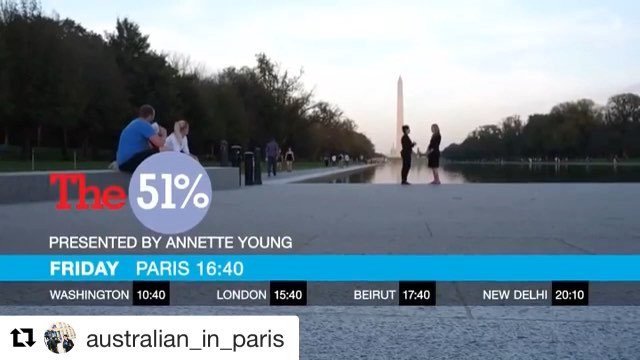 The 51%
PRESENTED BY ANNETTE YOUNG
FRIDAY PARIS 16:40
WASHINGTON 10:40 LONDON 15:40 BEIRUT 17:40 NEW DELHI 20:10
australian_in_paris